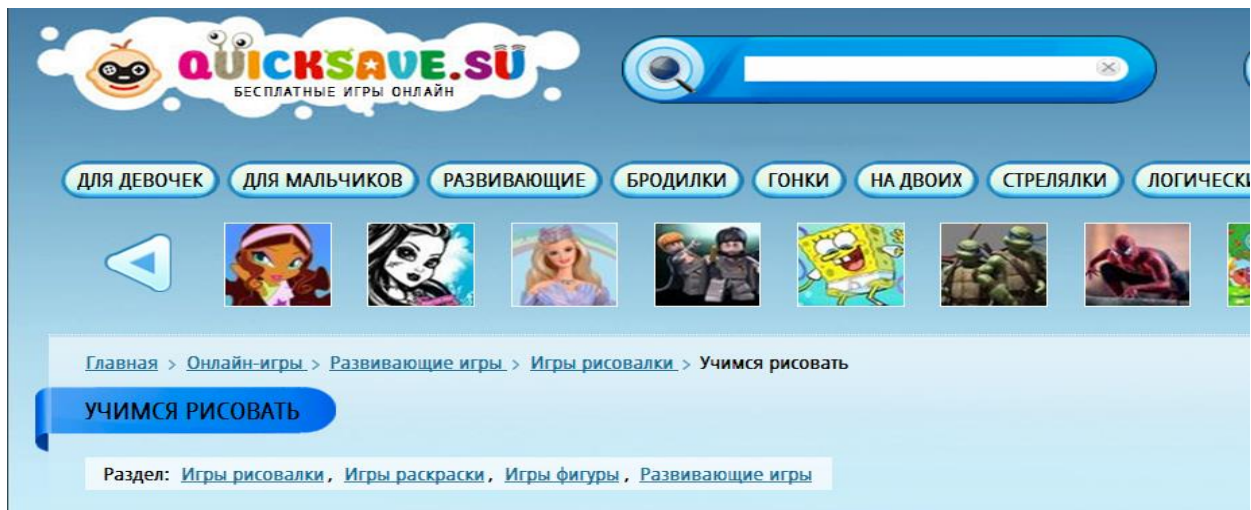 QUICKSAVE.SU
БЕСПЛАТНЫЕ ИГРЫ ОНЛАЙН
ДЛЯ ДЕВОЧЕК ДЛЯ МАЛЬЧИКОВ РАЗВИВАЮЩИЕ БРОДИЛКИ ГОНКИ НА ДВОИХ СТРЕЛЯЛКИ ЛОГИЧЕСКИ
Главная > Онлайн-игры > Развивающие игры > Игры рисовалки > Учимся рисовать
УЧИМСЯ РИСОВАТЬ
Раздел: Игры рисовалки, Игры раскраски, Игры фигуры, Развивающие игры